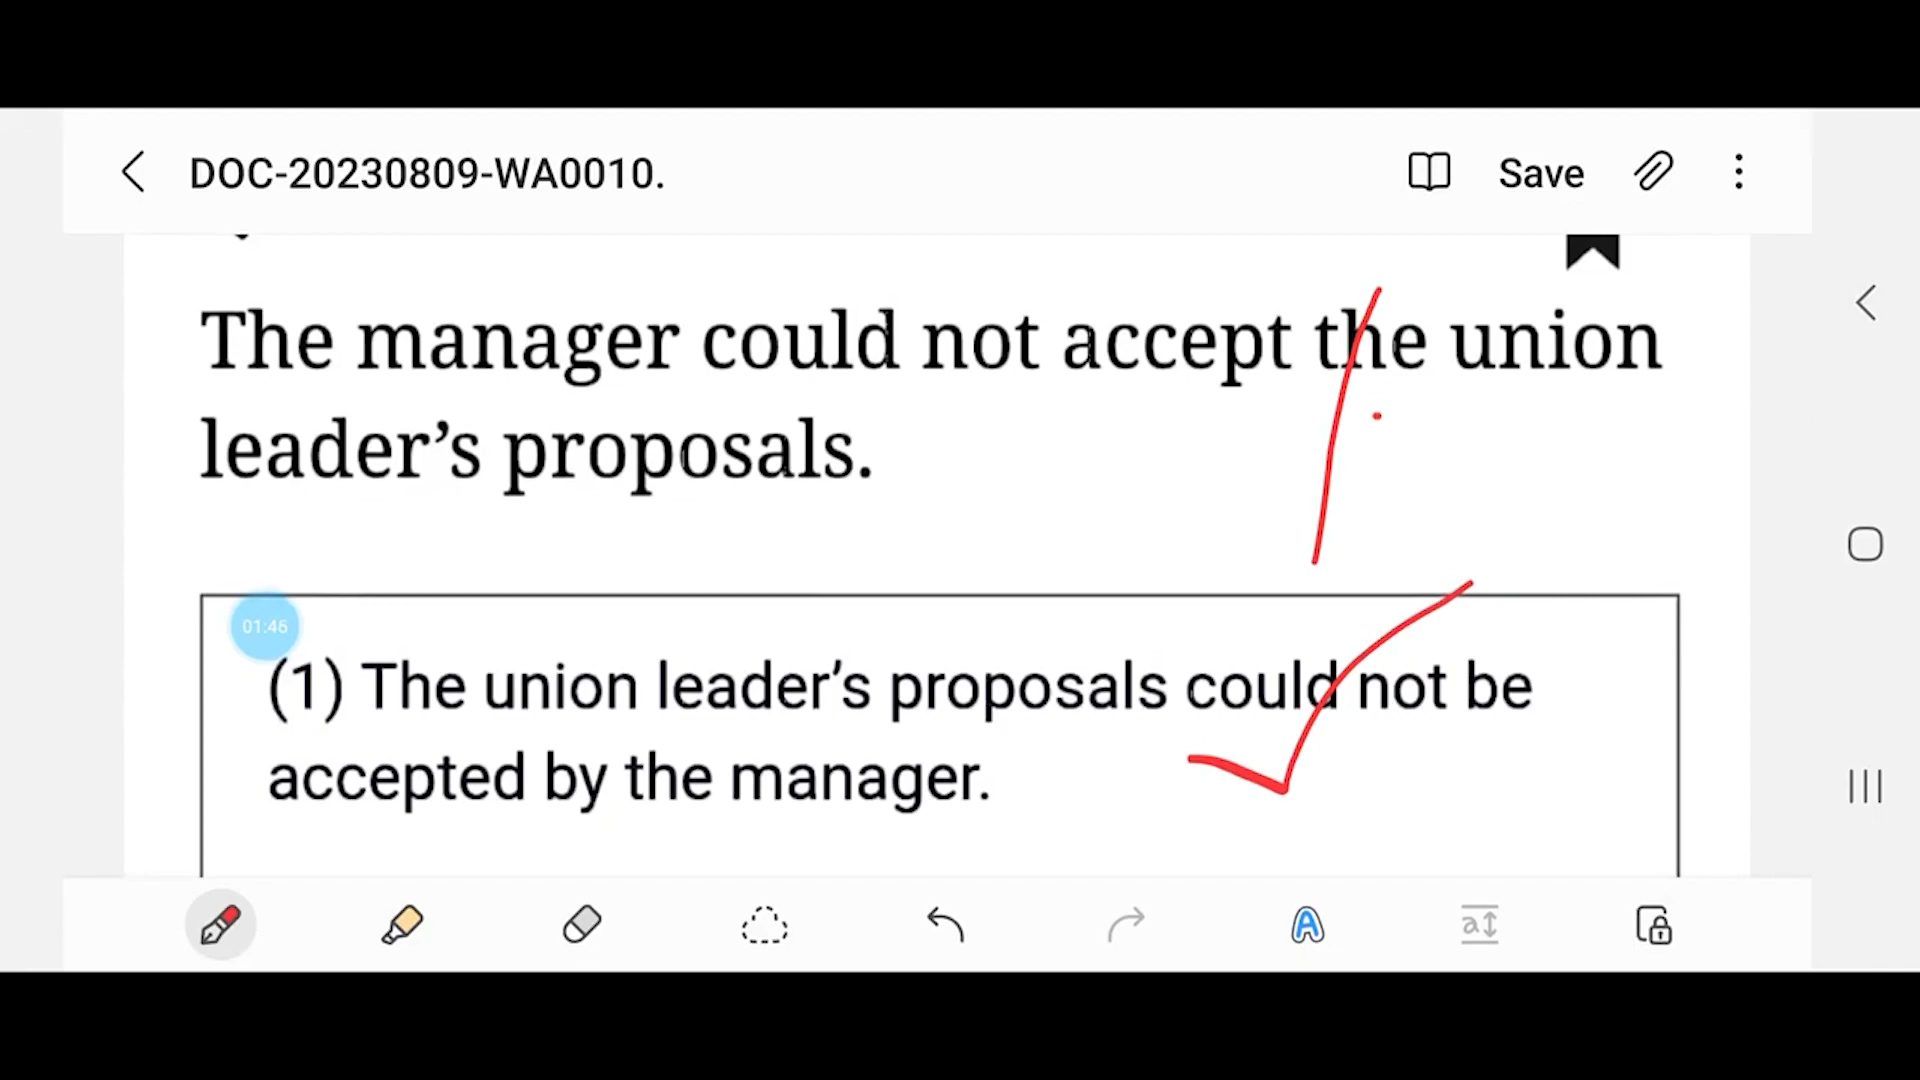 DOC-20230809-WA0010.
Save
The manager could not accept the union
leader’s proposals.
01:45
(1) The union leader’s proposals could not be
accepted by the manager.